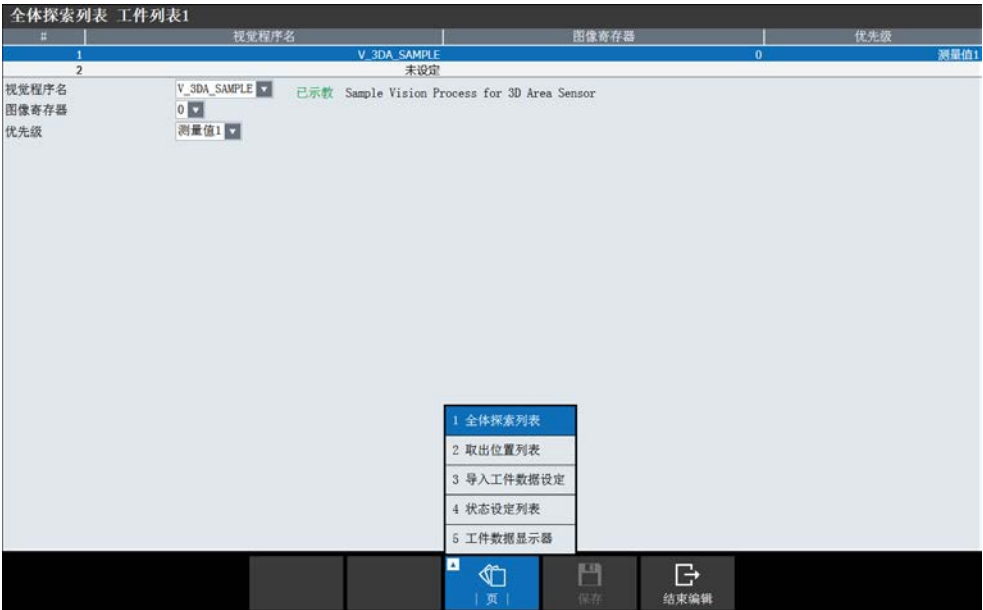 全体探索列表 工件列表1
# 视觉程序名 图像寄存器 优先级
1 V_3DA_SAMPLE 0 测量值1
2 未设定
视觉程序名 V_3DA_SAMPLE 已示教 Sample Vision Process for 3D Area Sensor
图像寄存器 0
优先级 测量值1
1 全体探索列表
2 取出位置列表
3 导入工件数据设定
4 状态设定列表
5 工件数据显示器
| 页 | 保存 结束编辑